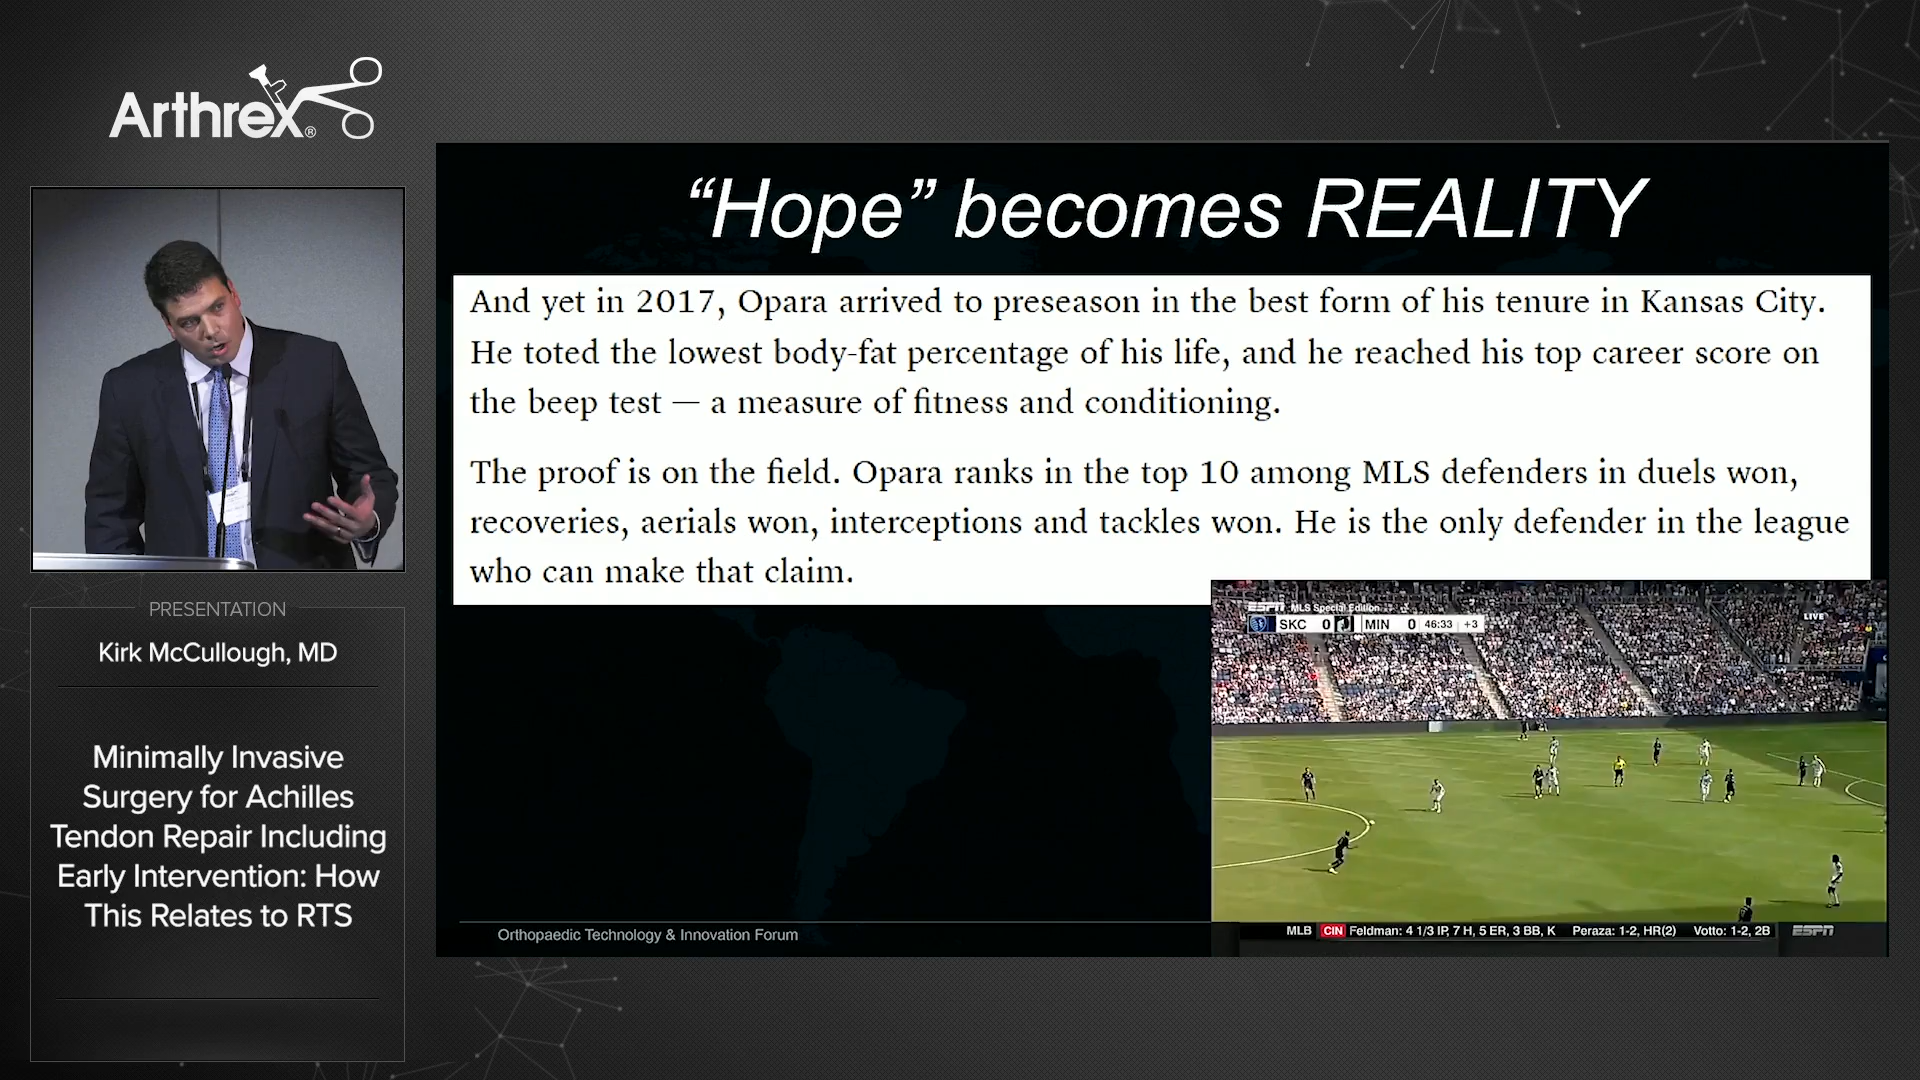 Arthrex®
PRESENTATION
Kirk McCullough, MD
Minimally Invasive
Surgery for Achilles
Tendon Repair Including
Early Intervention: How
This Relates to RTS
“Hope” becomes REALITY
And yet in 2017, Opara arrived to preseason in the best form of his tenure in Kansas City.
He toted the lowest body-fat percentage of his life, and he reached his top career score on
the beep test — a measure of fitness and conditioning.
The proof is on the field. Opara ranks in the top 10 among MLS defenders in duels won,
recoveries, aerials won, interceptions and tackles won. He is the only defender in the league
who can make that claim.
ESPN MLS Special Edition
SKC 0 MIN 0 46:33 +3
LIVE
MLB CIN Feldman: 4 1/3 IP, 7 H, 5 ER, 3 BB, K Peraza: 1-2, HR(2) Votto: 1-2, 2B ESPN
Orthopaedic Technology & Innovation Forum